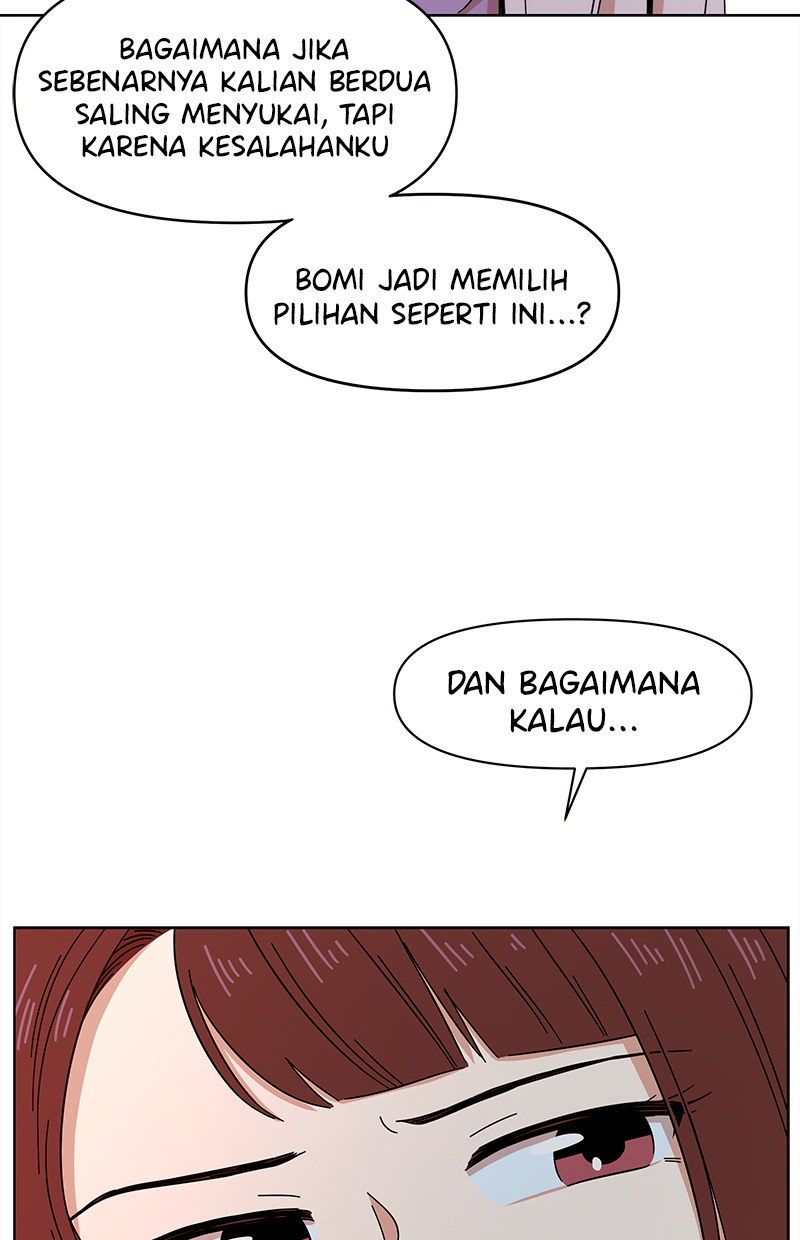 BAGAIMANA JIKA
SEBENARNYA KALIAN BERDUA
SALING MENYUKAI, TAPI
KARENA KESALAHANKU
BOMI JADI MEMILIH
PILIHAN SEPERTI INI...?
DAN BAGAIMANA
KALAU...